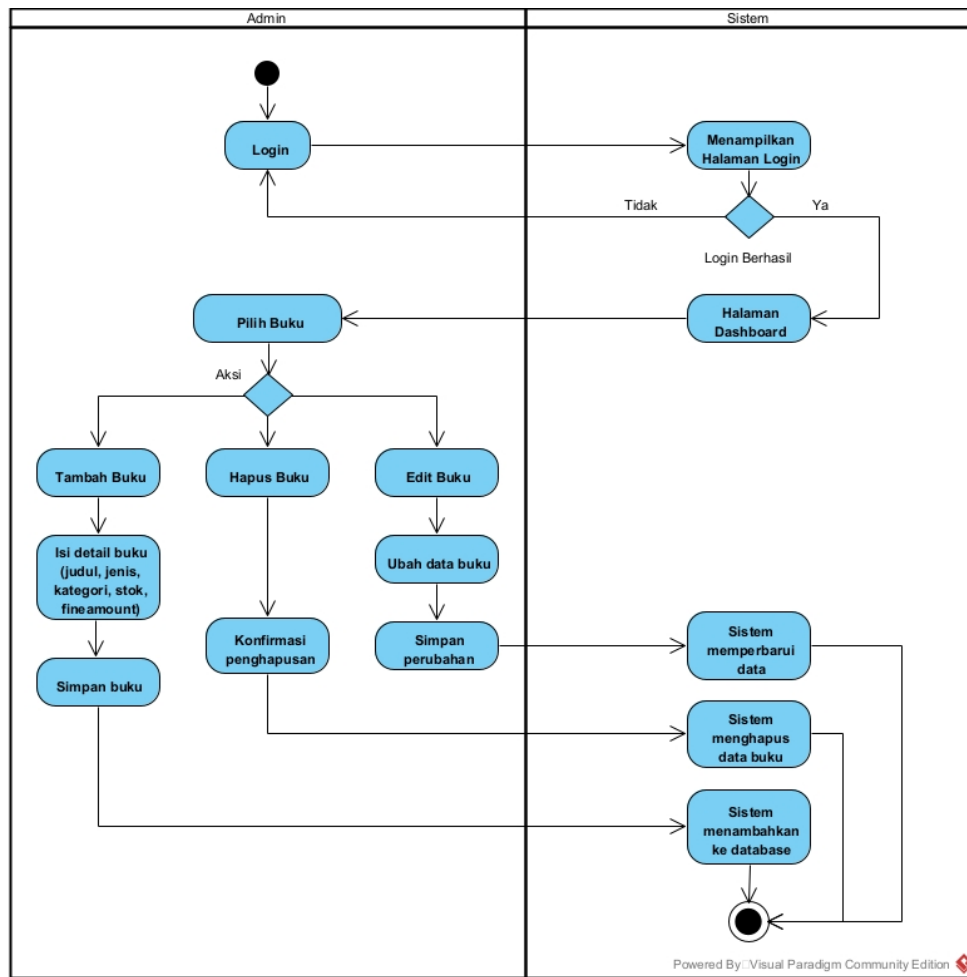 Admin
Sistem
Login
Menampilkan
Halaman Login
Tidak
Ya
Login Berhasil
Pilih Buku
Halaman
Dashboard
Aksi
Tambah Buku
Hapus Buku
Edit Buku
Isi detail buku
(judul, jenis,
kategori, stok,
fineamount)
Ubah data buku
Konfirmasi
penghapusan
Simpan
perubahan
Sistem
memperbarui
data
Simpan buku
Sistem
menghapus
data buku
Sistem
menambahkan
ke database
Powered By Visual Paradigm Community Edition